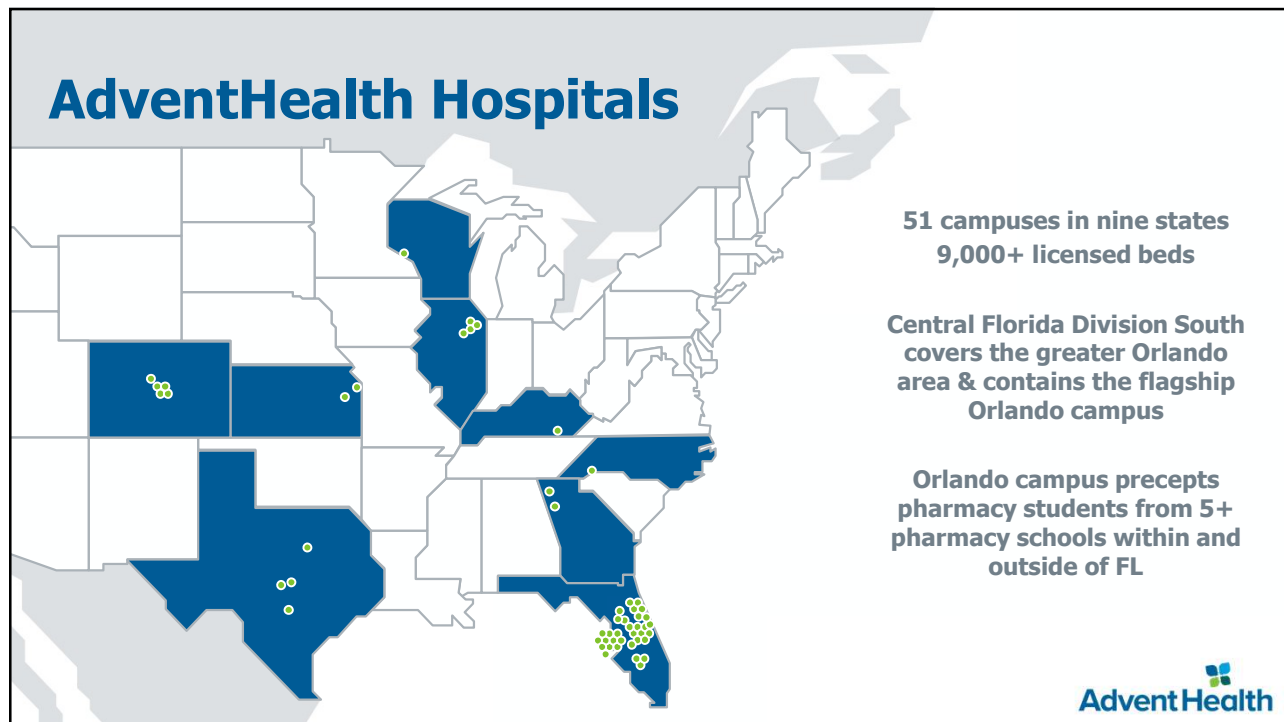 AdventHealth Hospitals
51 campuses in nine states
9,000+ licensed beds
Central Florida Division South
covers the greater Orlando
area & contains the flagship
Orlando campus
Orlando campus precepts
pharmacy students from 5+
pharmacy schools within and
outside of FL
Advent Health